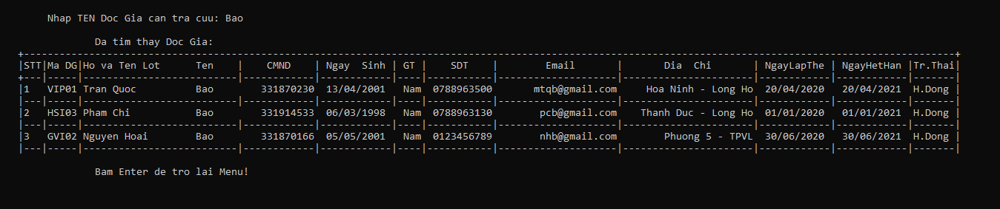 Nhap TEN Doc Gia can tra cuu: Bao
Da tim thay Doc Gia:
|STT|Ma DG|Ho va Ten Lot Ten | CMND | Ngay Sinh | GT | SDT | Email | Dia Chi | NgayLapThe | NgayHetHan |Tr.Thai|
|1 VIP01 Tran Quoc Bao 331870230 13/04/2001 Nam 0788963500 mtqb@gmail.com Hoa Ninh - Long Ho 20/04/2020 20/04/2021 H.Dong |
|2 HSI03 Pham Chi Bao 331914533 06/03/1998 Nam 0788963130 pcb@gmail.com Thanh Duc - Long Ho 01/01/2020 01/01/2021 H.Dong |
|3 GVI02 Nguyen Hoai Bao 331870166 05/05/2001 Nam 0123456789 nhb@gmail.com Phuong 5 - TPVL 30/06/2020 30/06/2021 H.Dong |
Bam Enter de tro lai Menu!